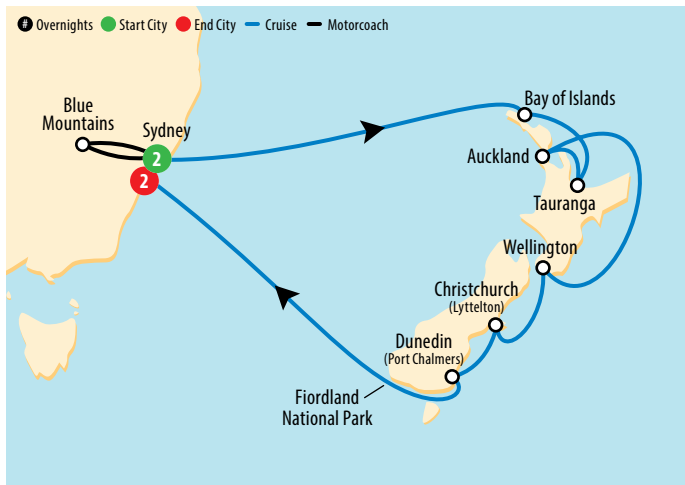 # Overnights Start City End City Cruise Motorcoach
Blue
Mountains
Sydney
2
2
Bay of Islands
Auckland
Tauranga
Wellington
Christchurch
(Lyttelton)
Dunedin
(Port Chalmers)
Fiordland
National Park